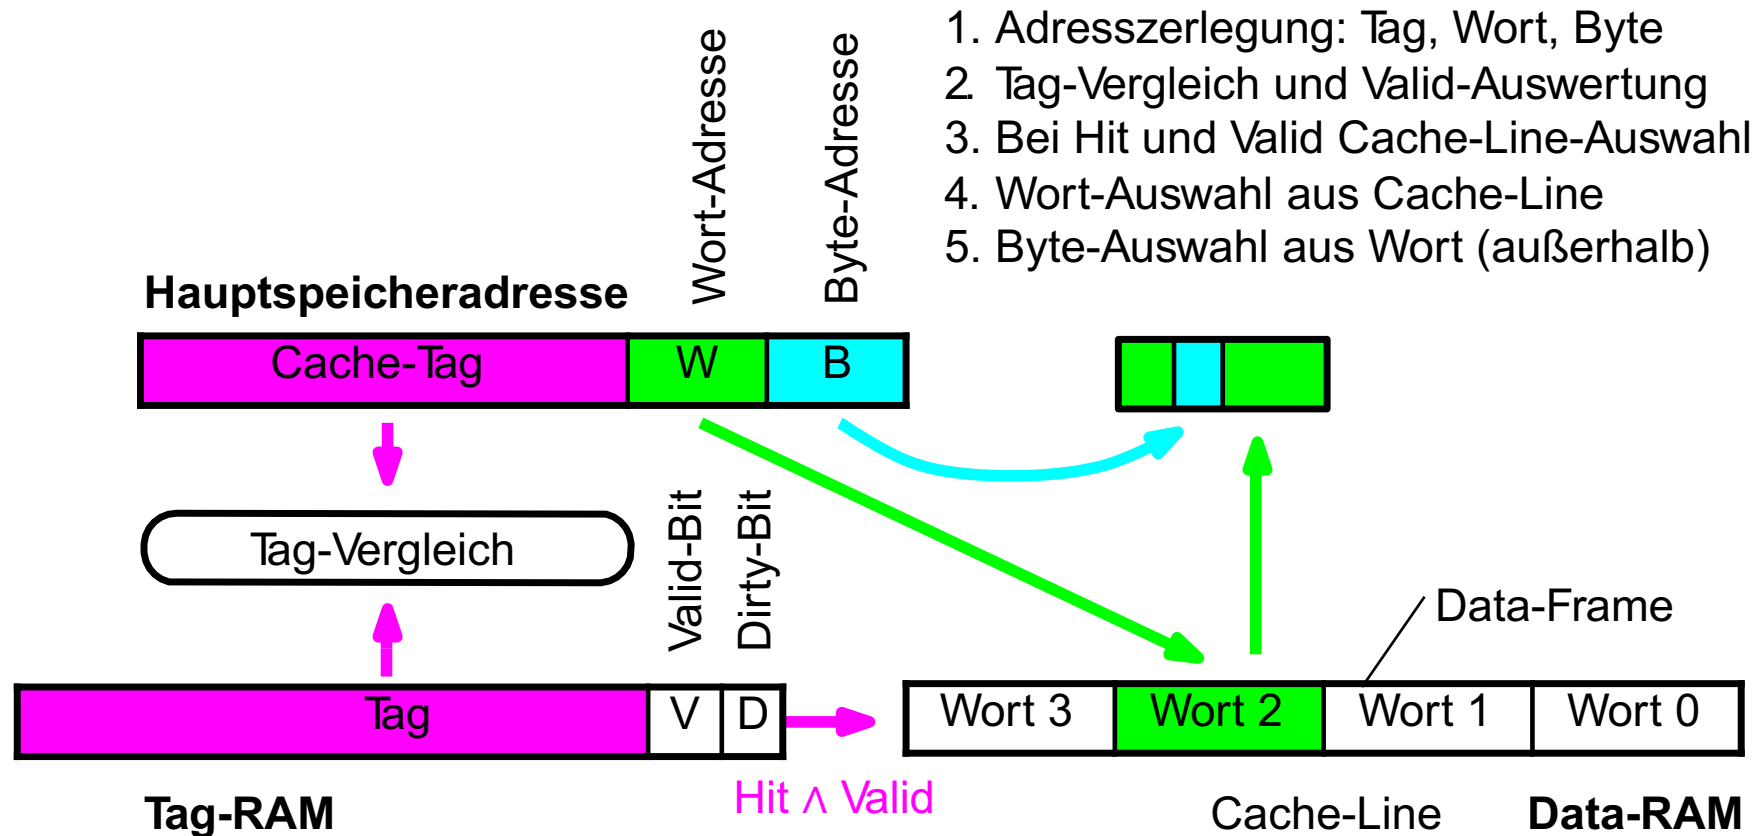 1. Adresszerlegung: Tag, Wort, Byte
2. Tag-Vergleich und Valid-Auswertung
3. Bei Hit und Valid Cache-Line-Auswahl
4. Wort-Auswahl aus Cache-Line
5. Byte-Auswahl aus Wort (außerhalb)
Wort-Adresse
Byte-Adresse
Hauptspeicheradresse
Cache-Tag W B
Tag-Vergleich
Valid-Bit
Dirty-Bit
Data-Frame
Tag V D
Wort 3 Wort 2 Wort 1 Wort 0
Hit ∧ Valid
Tag-RAM
Cache-Line
Data-RAM